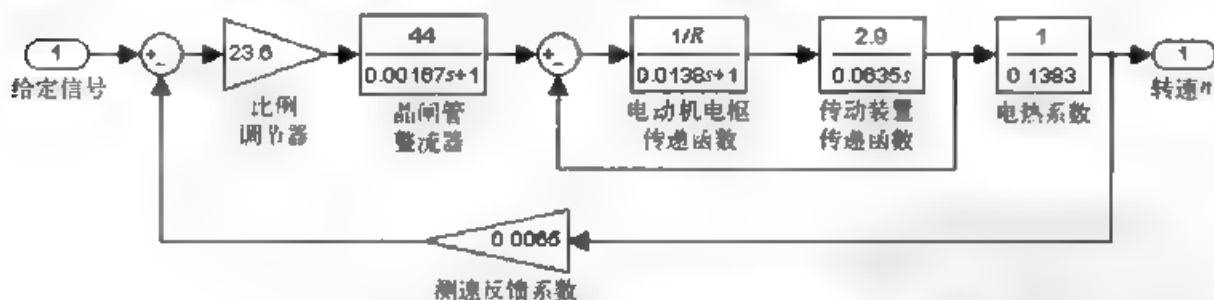 1
给定信号
+
-
23.6
比例
调节器
44
0.00167s+1
晶闸管
整流器
+
-
1/R
0.0138s+1
电动机电枢
传递函数
2.9
0.0635s
传动装置
传递函数
1
0.1383
电热系数
1
转速n
0.0065
测速反馈系数